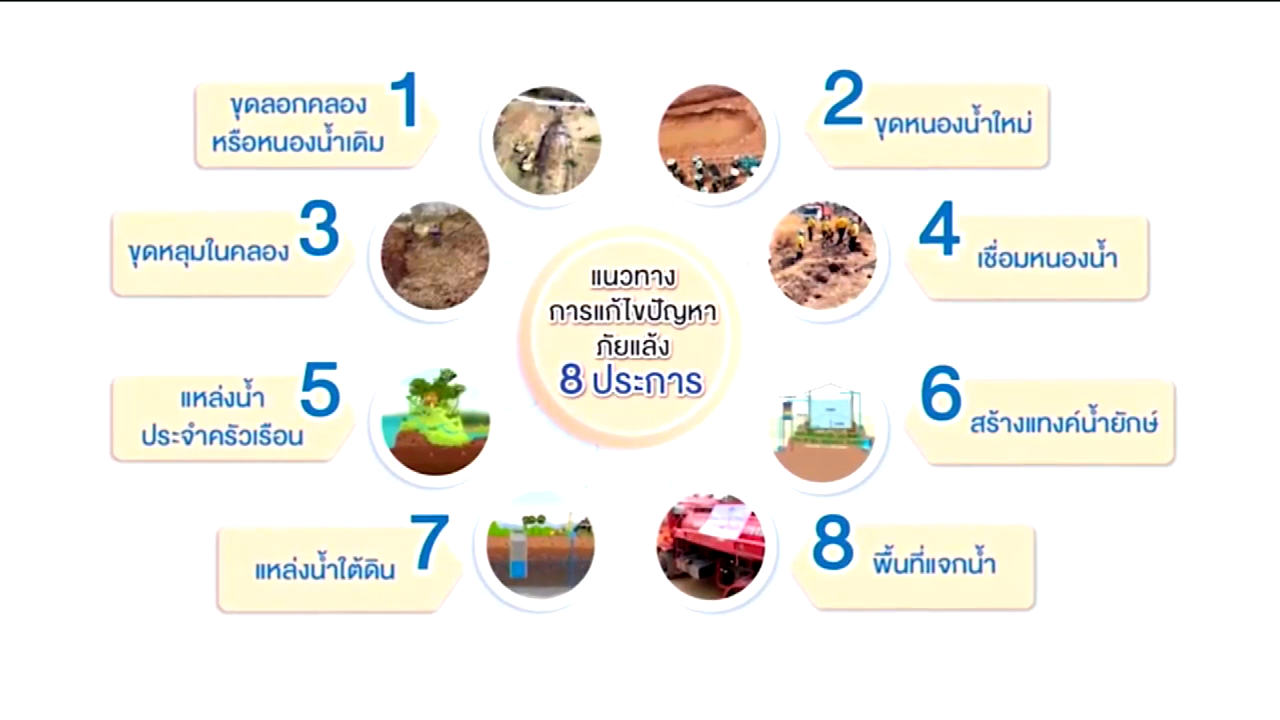 แนวทาง
การแก้ไขปัญหา
ภัยแล้ง
8 ประการ
1
ขุดลอกคลอง
หรือหนองน้ำเดิม
2
ขุดหนองน้ำใหม่
3
ขุดหลุมในคลอง
4
เชื่อมหนองน้ำ
5
แหล่งน้ำ
ประจำครัวเรือน
6
สร้างแทงค์น้ำยักษ์
7
แหล่งน้ำใต้ดิน
8
พื้นที่แจกน้ำ